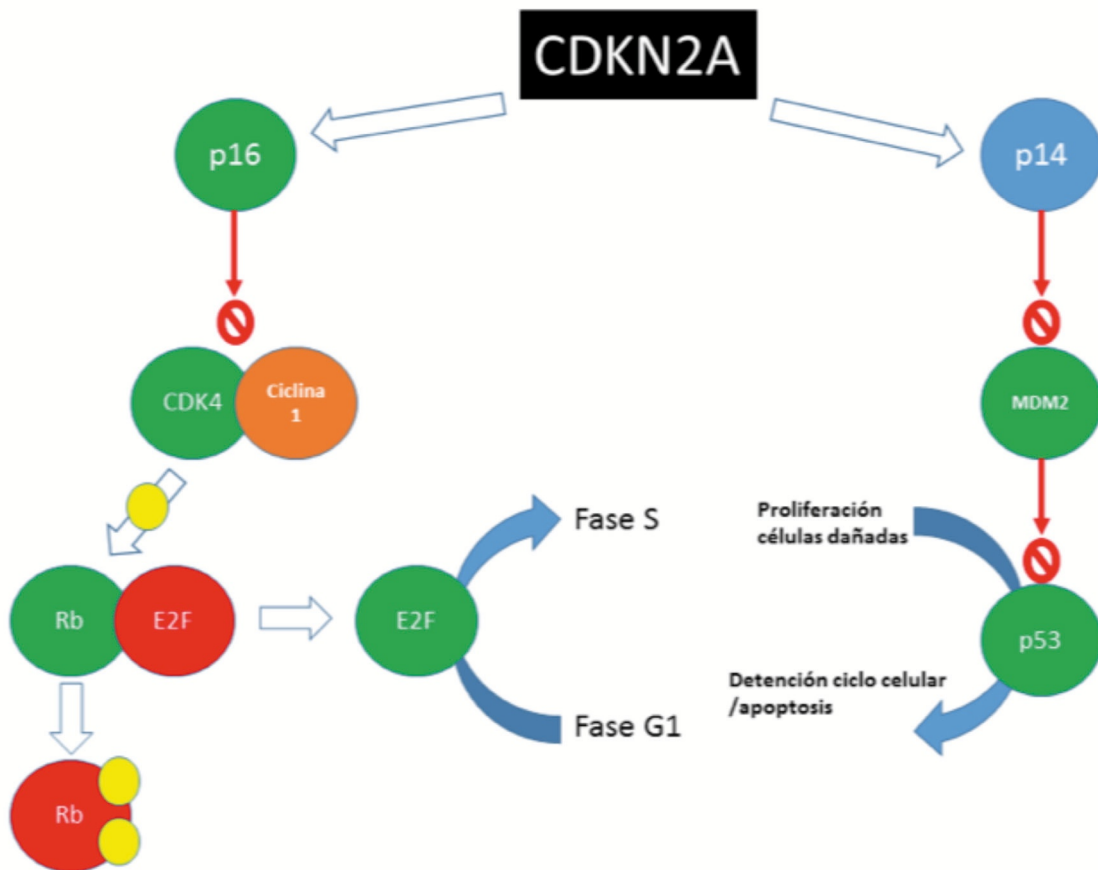 CDKN2A
p16
p14
CDK4
Ciclina
1
MDM2
Fase S
Proliferación
células dañadas
Rb
E2F
E2F
p53
Detención ciclo celular
/apoptosis
Fase G1
Rb